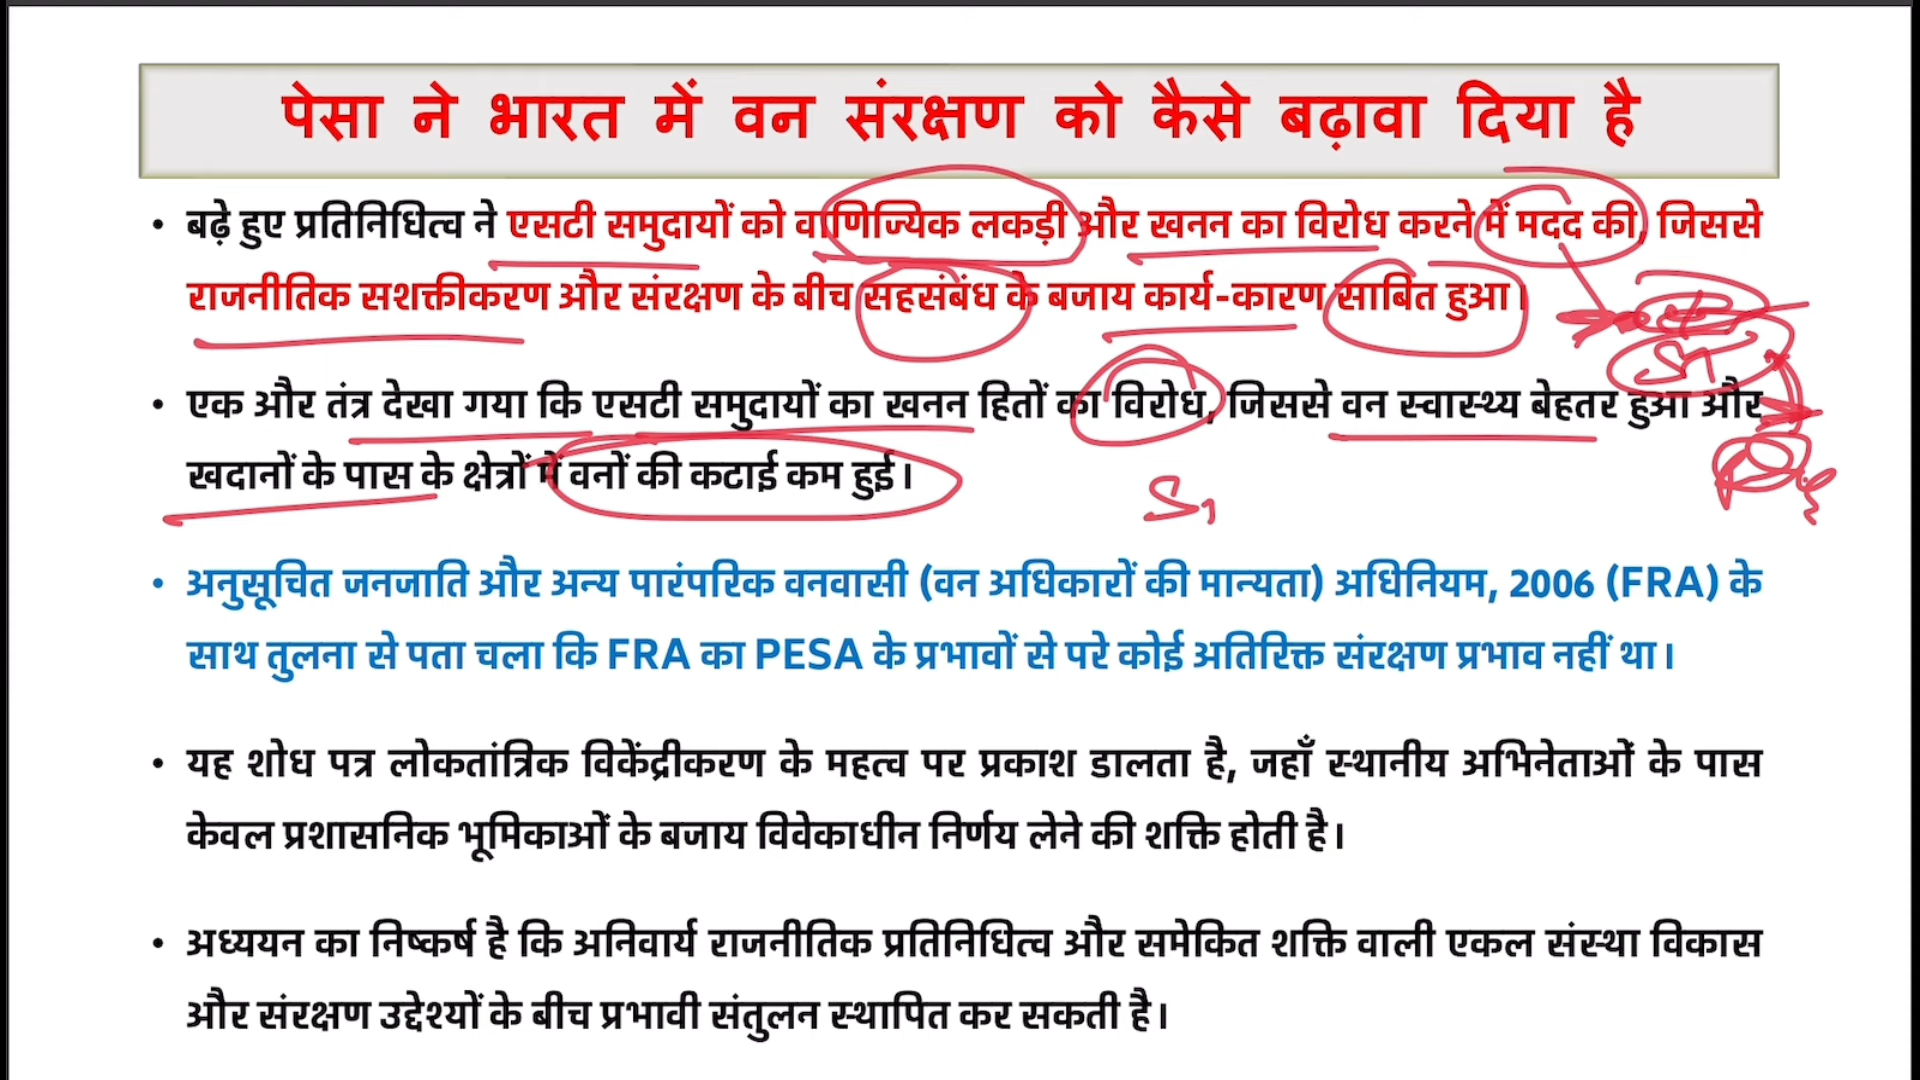 पेसा ने भारत में वन संरक्षण को कैसे बढ़ावा दिया है
• बढ़े हुए प्रतिनिधित्व ने एसटी समुदायों को वाणिज्यिक लकड़ी और खनन का विरोध करने में मदद की, जिससे
राजनीतिक सशक्तीकरण और संरक्षण के बीच सहसंबंध के बजाय कार्य-कारण साबित हुआ।
• एक और तंत्र देखा गया कि एसटी समुदायों का खनन हितों का विरोध, जिससे वन स्वास्थ्य बेहतर हुआ और
खदानों के पास के क्षेत्रों में वनों की कटाई कम हुई।
• अनुसूचित जनजाति और अन्य पारंपरिक वनवासी (वन अधिकारों की मान्यता) अधिनियम, 2006 (FRA) के
साथ तुलना से पता चला कि FRA का PESA के प्रभावों से परे कोई अतिरिक्त संरक्षण प्रभाव नहीं था।
• यह शोध पत्र लोकतांत्रिक विकेंद्रीकरण के महत्व पर प्रकाश डालता है, जहाँ स्थानीय अभिनेताओं के पास
केवल प्रशासनिक भूमिकाओं के बजाय विवेकाधीन निर्णय लेने की शक्ति होती है।
• अध्ययन का निष्कर्ष है कि अनिवार्य राजनीतिक प्रतिनिधित्व और समेकित शक्ति वाली एकल संस्था विकास
और संरक्षण उद्देश्यों के बीच प्रभावी संतुलन स्थापित कर सकती है।